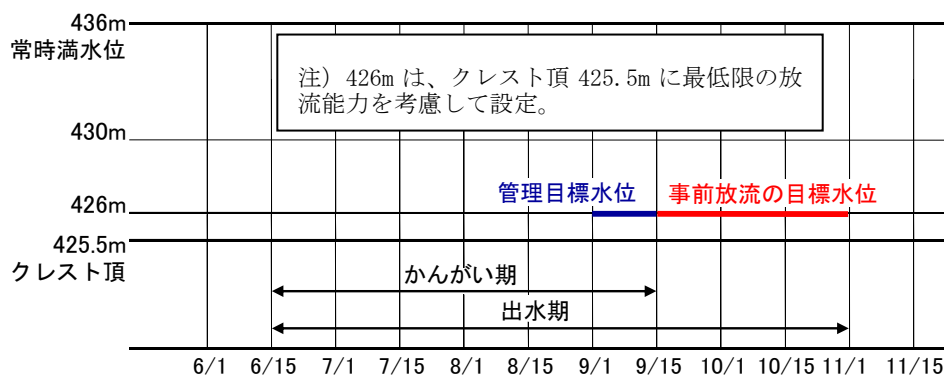 436m
常時満水位
注）426m は、クレスト頂 425.5m に最低限の放
流能力を考慮して設定。
430m
管理目標水位 事前放流の目標水位
426m
425.5m
クレスト頂
かんがい期
出水期
6/1 6/15 7/1 7/15 8/1 8/15 9/1 9/15 10/1 10/15 11/1 11/15